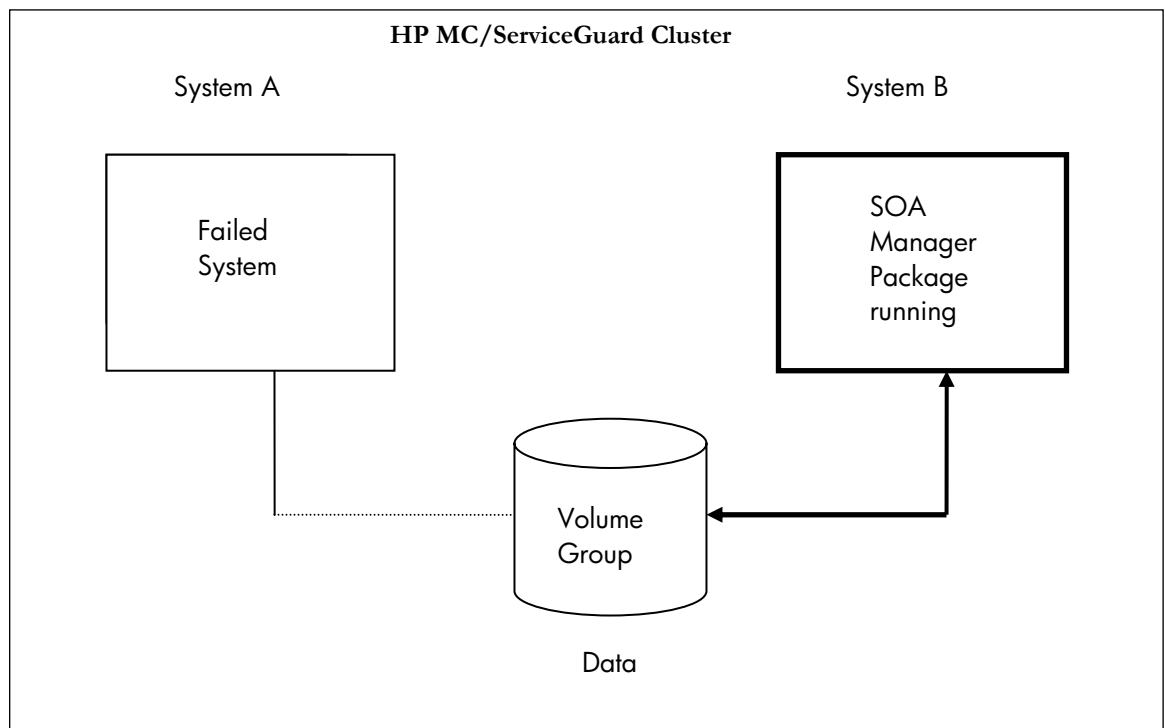 HP MC/ServiceGuard Cluster
System A
System B
Failed
System
SOA
Manager
Package
running
Volume
Group
Data